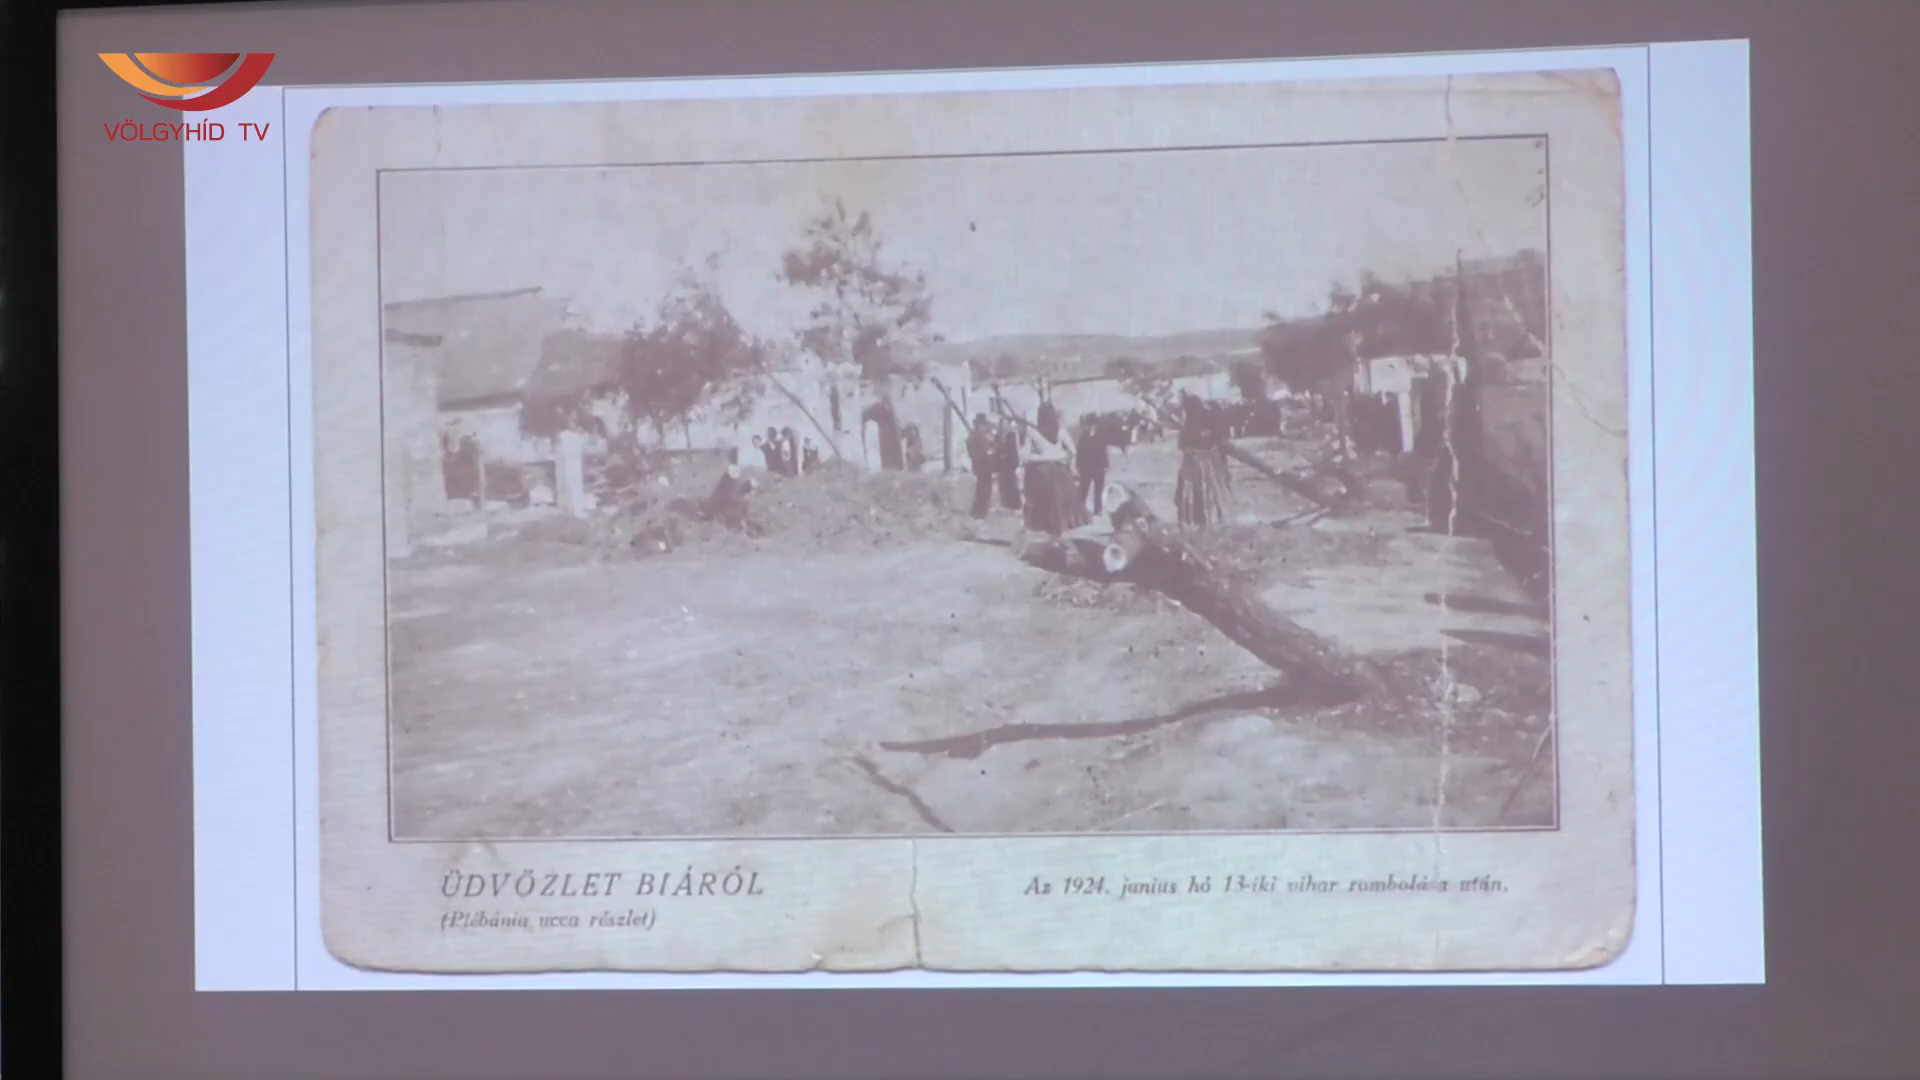 VÖLGYHÍD TV
ÜDVÖZLET BIÁRÓL
(Plébánia ucca részlet)
Az 1924. junius hó 13-iki vihar rombolása után.